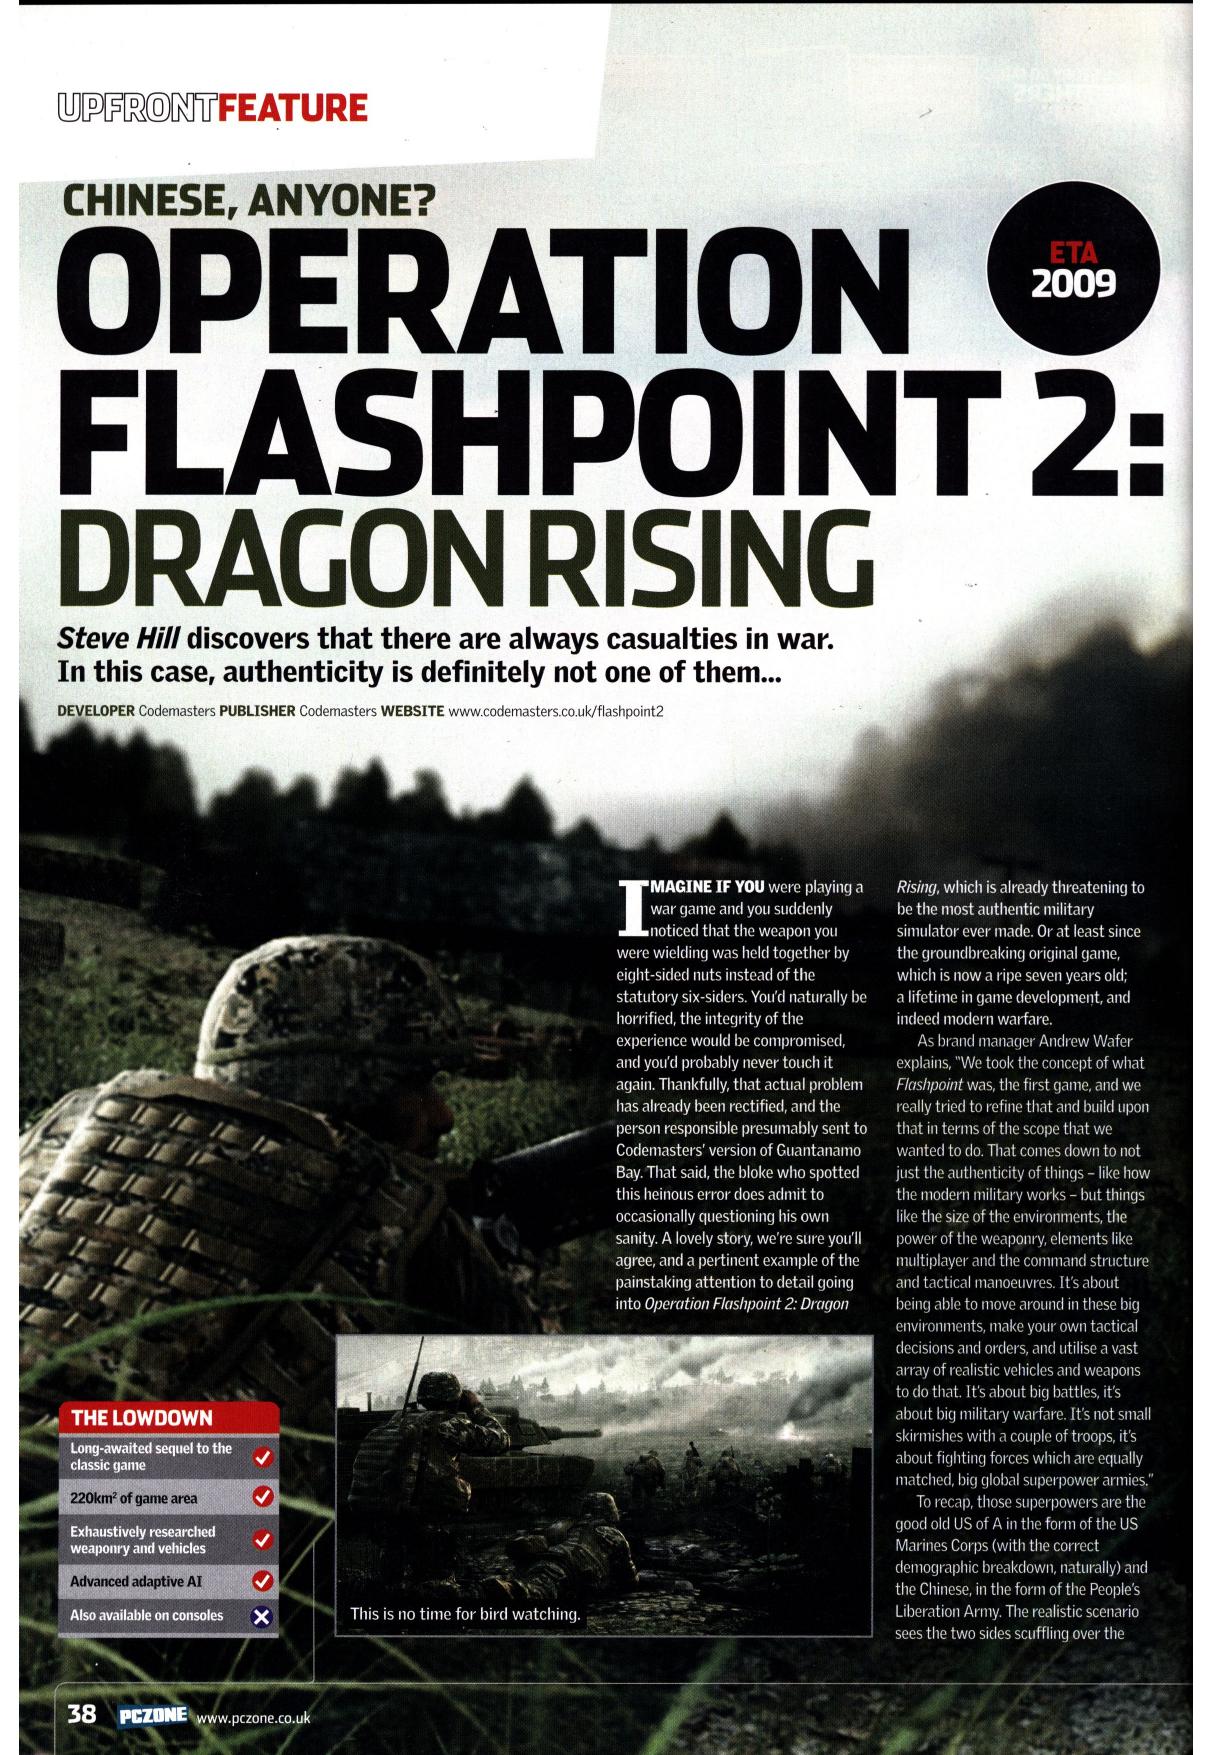 UPFRONTFEATURE
CHINESE, ANYONE?
OPERATION
FLASHPOINT 2:
DRAGON RISING
ETA
2009
Steve Hill discovers that there are always casualties in war.
In this case, authenticity is definitely not one of them...
DEVELOPER Codemasters PUBLISHER Codemasters WEBSITE www.codemasters.co.uk/flashpoint2
IMAGINE IF YOU were playing a
war game and you suddenly
noticed that the weapon you
were wielding was held together by
eight-sided nuts instead of the
statutory six-siders. You'd naturally be
horrified, the integrity of the
experience would be compromised,
and you'd probably never touch it
again. Thankfully, that actual problem
has already been rectified, and the
person responsible presumably sent to
Codemasters' version of Guantanamo
Bay. That said, the bloke who spotted
this heinous error does admit to
occasionally questioning his own
sanity. A lovely story, we're sure you'll
agree, and a pertinent example of the
painstaking attention to detail going
into Operation Flashpoint 2: Dragon
Rising, which is already threatening to
be the most authentic military
simulator ever made. Or at least since
the groundbreaking original game,
which is now a ripe seven years old;
a lifetime in game development, and
indeed modern warfare.
As brand manager Andrew Wafer
explains, "We took the concept of what
Flashpoint was, the first game, and we
really tried to refine that and build upon
that in terms of the scope that we
wanted to do. That comes down to not
just the authenticity of things – like how
the modern military works – but things
like the size of the environments, the
power of the weaponry, elements like
multiplayer and the command structure
and tactical manoeuvres. It's about
being able to move around in these big
environments, make your own tactical
decisions and orders, and utilise a vast
array of realistic vehicles and weapons
to do that. It's about big battles, it's
about big military warfare. It's not small
skirmishes with a couple of troops, it's
about fighting forces which are equally
matched, big global superpower armies."
To recap, those superpowers are the
good old US of A in the form of the US
Marines Corps (with the correct
demographic breakdown, naturally) and
the Chinese, in the form of the People's
Liberation Army. The realistic scenario
sees the two sides scuffling over the
THE LOWDOWN
Long-awaited sequel to the
classic game
220km² of game area
Exhaustively researched
weaponry and vehicles
Advanced adaptive AI
Also available on consoles
This is no time for bird watching.
38 PCZONE www.pczone.co.uk